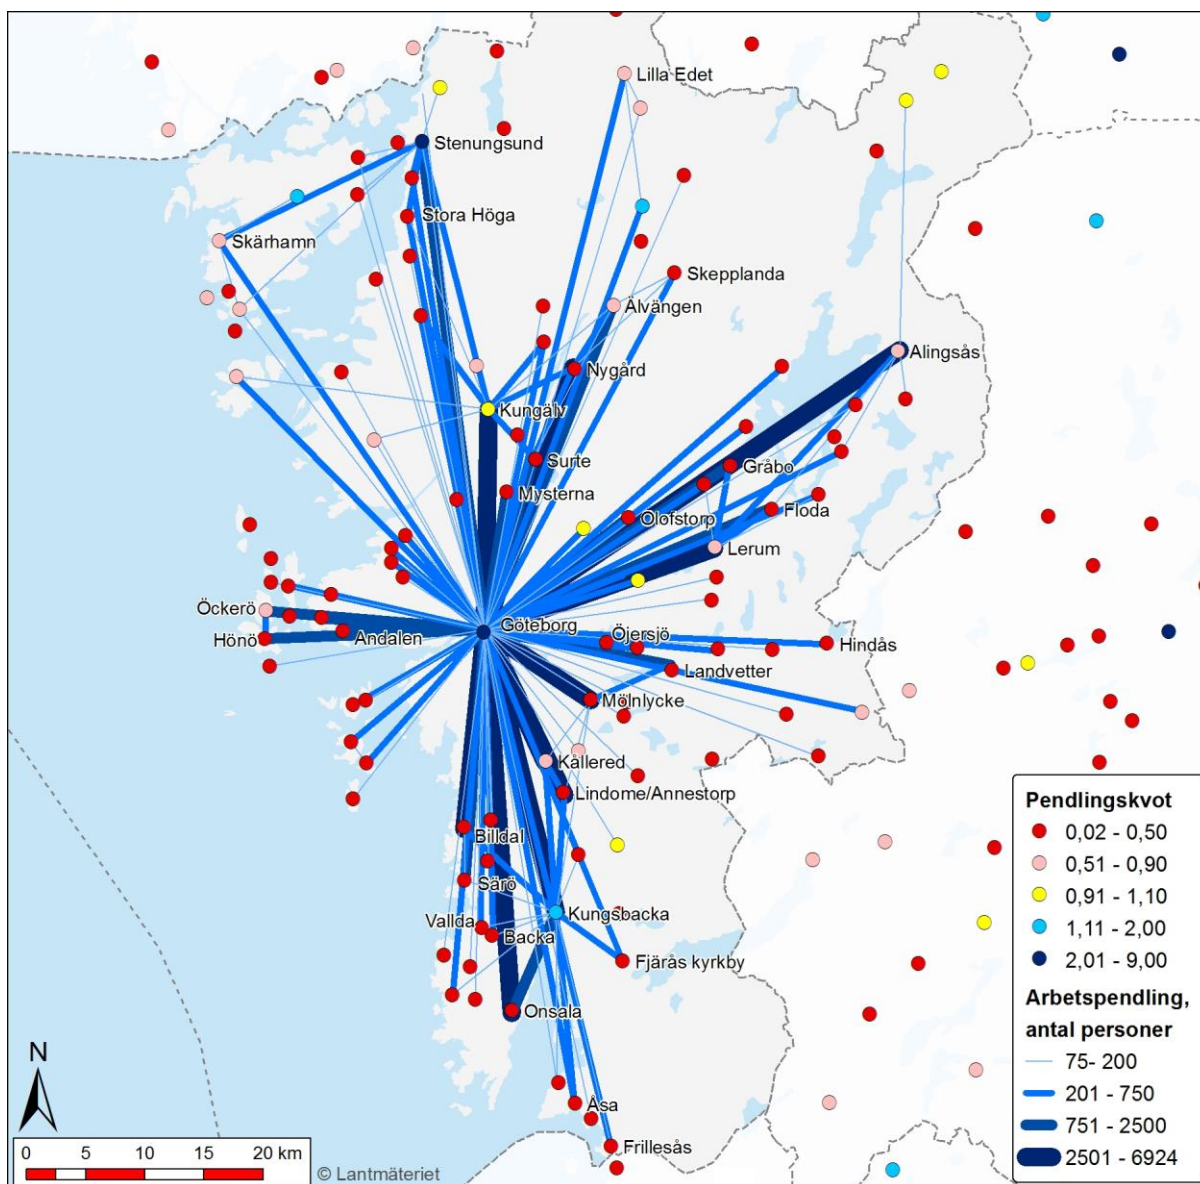 Lilla Edet
Stenungsund
Stora Höga
Skärhamn
Skepplanda
Älvängen
Alingsås
Nygård
Kungälv
Surte
Gråbo
Mysterna
Olofstorp
Floda
Lerum
Öckerö
Göteborg
Öjersjö
Hönö
Andalen
Hindås
Landvetter
Mölnlycke
Kållered
Lindome/Annestorp
Billdal
Särö
Kungsbacka
Vallda
Backa
Fjärås kyrkby
Onsala
Åsa
Frillesås
Pendlingskvot
0,02 - 0,50
0,51 - 0,90
0,91 - 1,10
1,11 - 2,00
2,01 - 9,00
Arbetspendling,
antal personer
75- 200
201 - 750
751 - 2500
2501 - 6924
N
0 5 10 15 20 km
© Lantmäteriet